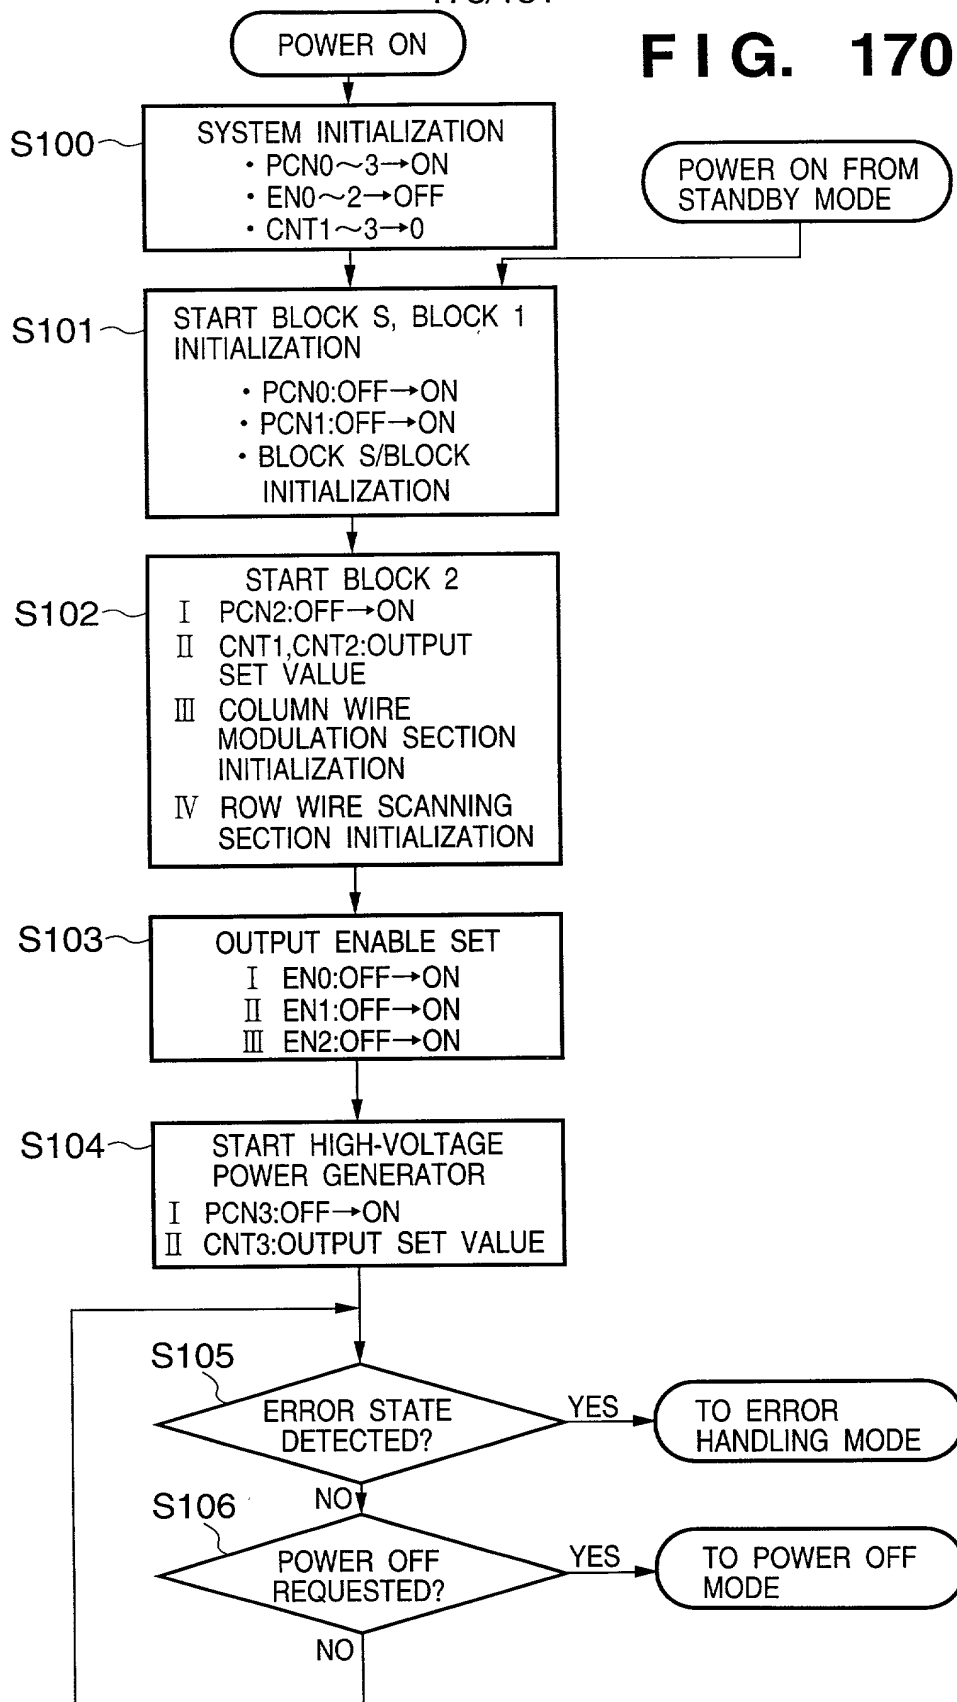 POWER ON
FIG. 170
S100
SYSTEM INITIALIZATION
・PCN0～3→ON
・EN0～2→OFF
・CNT1～3→0
POWER ON FROM
STANDBY MODE
S101
START BLOCK S, BLOCK 1
INITIALIZATION
・PCN0:OFF→ON
・PCN1:OFF→ON
・BLOCK S/BLOCK
INITIALIZATION
S102
START BLOCK 2
Ⅰ PCN2:OFF→ON
Ⅱ CNT1,CNT2:OUTPUT
SET VALUE
Ⅲ COLUMN WIRE
MODULATION SECTION
INITIALIZATION
Ⅳ ROW WIRE SCANNING
SECTION INITIALIZATION
S103
OUTPUT ENABLE SET
Ⅰ EN0:OFF→ON
Ⅱ EN1:OFF→ON
Ⅲ EN2:OFF→ON
S104
START HIGH-VOLTAGE
POWER GENERATOR
Ⅰ PCN3:OFF→ON
Ⅱ CNT3:OUTPUT SET VALUE
S105
ERROR STATE
DETECTED?
YES
TO ERROR
HANDLING MODE
NO
S106
POWER OFF
REQUESTED?
YES
TO POWER OFF
MODE
NO